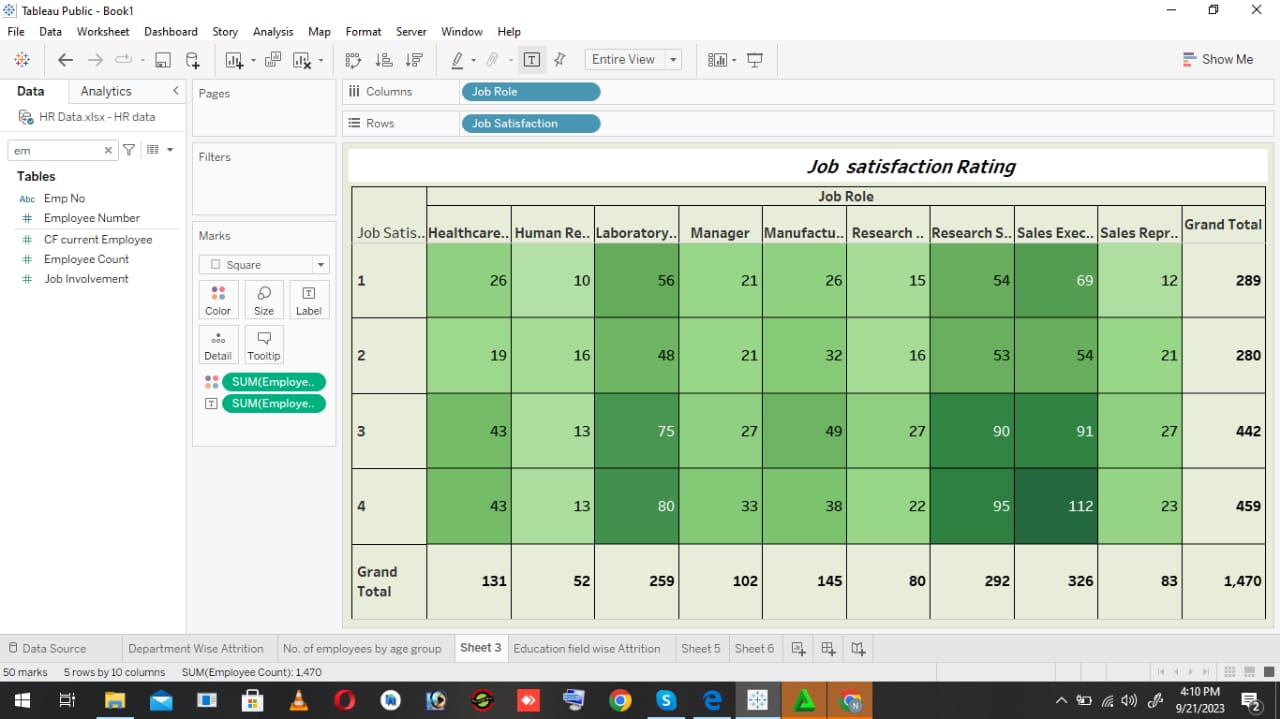 Tableau Public - Book1
File Data Worksheet Dashboard Story Analysis Map Format Server Window Help
Entire View
Show Me
Data Analytics
HR Data.xlsx - HR data
em
Tables
Abc Emp No
# Employee Number
# CF current Employee
# Employee Count
# Job Involvement
Pages
Filters
Marks
Square
Color Size Label
Detail Tooltip
SUM(Employe..
T SUM(Employe..
Columns Job Role
Rows Job Satisfaction
Job satisfaction Rating
Job Role
Job Satis.. Healthcare.. Human Re.. Laboratory.. Manager Manufactu.. Research .. Research S.. Sales Exec.. Sales Repr.. Grand Total
1 26 10 56 21 26 15 54 69 12 289
2 19 16 48 21 32 16 53 54 21 280
3 43 13 75 27 49 27 90 91 27 442
4 43 13 80 33 38 22 95 112 23 459
Grand
Total 131 52 259 102 145 80 292 326 83 1,470
Data Source Department Wise Attrition No. of employees by age group Sheet 3 Education field wise Attrition Sheet 5 Sheet 6
50 marks 5 rows by 10 columns SUM(Employee Count): 1,470
4:10 PM
9/21/2023
2